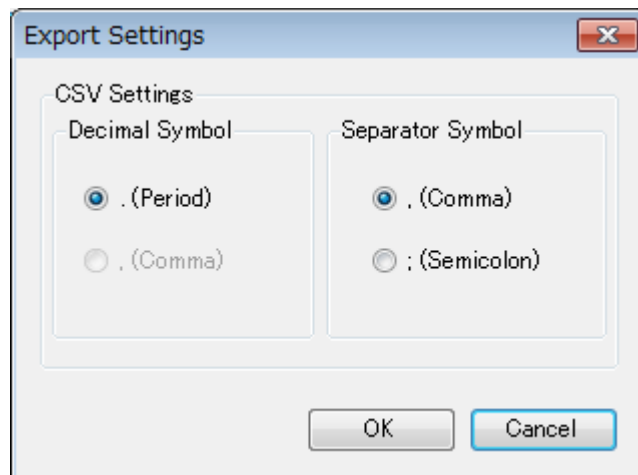 Export Settings
CSV Settings
Decimal Symbol
. (Period)
, (Comma)
Separator Symbol
, (Comma)
; (Semicolon)
OK
Cancel